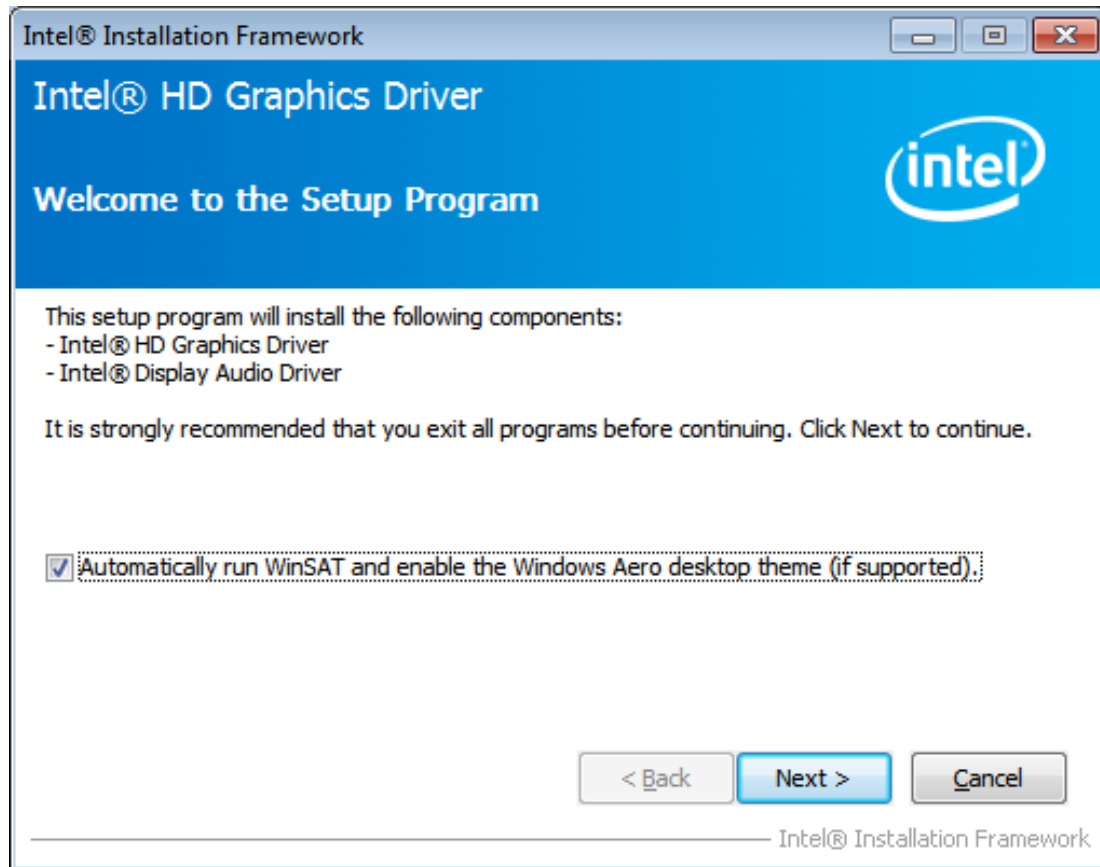 Intel® Installation Framework
Intel® HD Graphics Driver
intel
Welcome to the Setup Program
This setup program will install the following components:
- Intel® HD Graphics Driver
- Intel® Display Audio Driver
It is strongly recommended that you exit all programs before continuing. Click Next to continue.
Automatically run WinSAT and enable the Windows Aero desktop theme (if supported).
< Back Next > Cancel
Intel® Installation Framework